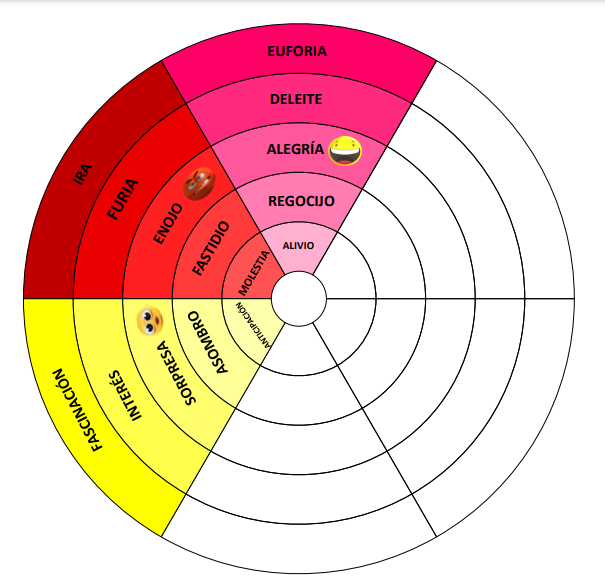 EUFORIA
DELEITE
ALEGRÍA
REGOCIJO
ALIVIO
IRA
FURIA
ENOJO
FASTIDIO
MOLESTIA
FASCINACIÓN
INTERÉS
SORPRESA
ASOMBRO
ANTICIPACIÓN